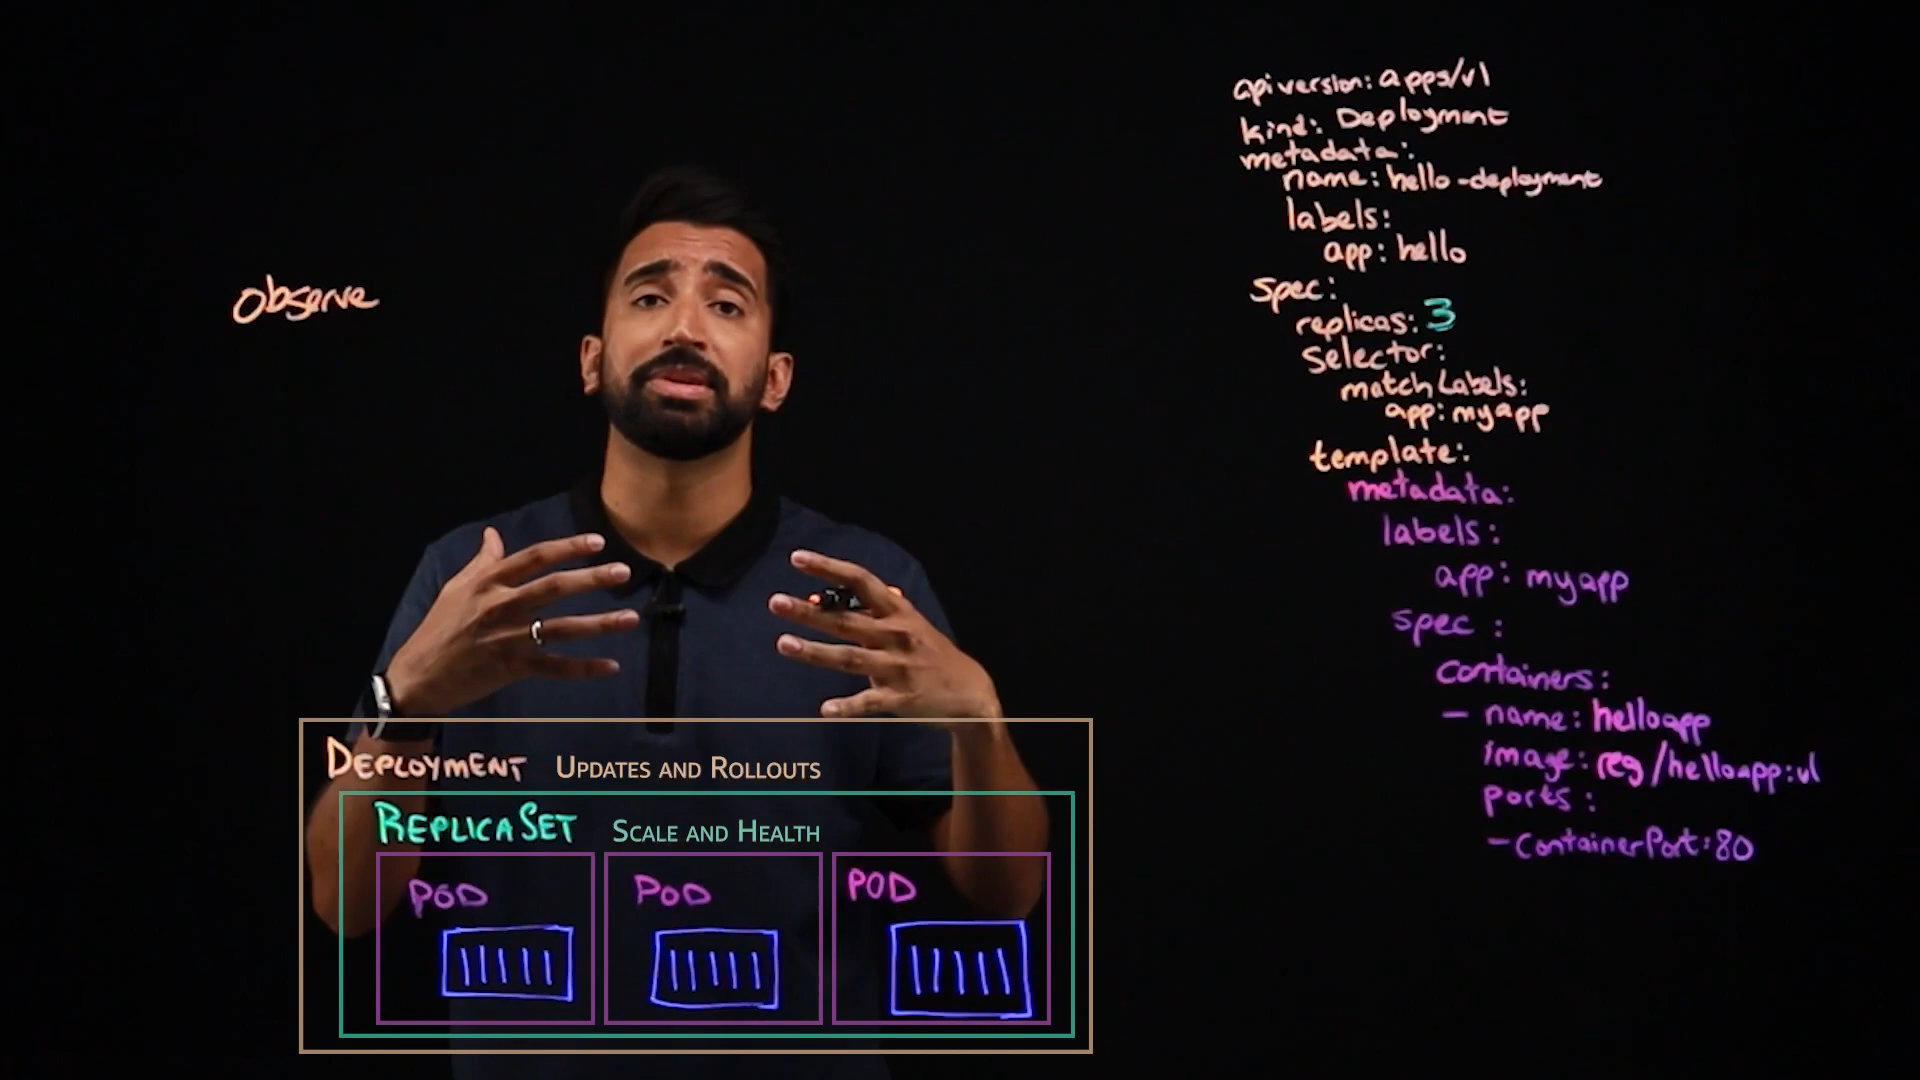 Observe
apiversion: apps/v1
kind: Deployment
metadata:
name: hello-deployment
labels:
app: hello
spec:
replicas: 3
Selector:
matchLabels:
app: myapp
template:
metadata:
labels:
app: myapp
spec:
containers:
- name: helloapp
image: reg/helloapp:v1
ports:
- ContainerPort: 80
DEPLOYMENT UPDATES AND ROLLOUTS
REPLICASET SCALE AND HEALTH
POD POD POD